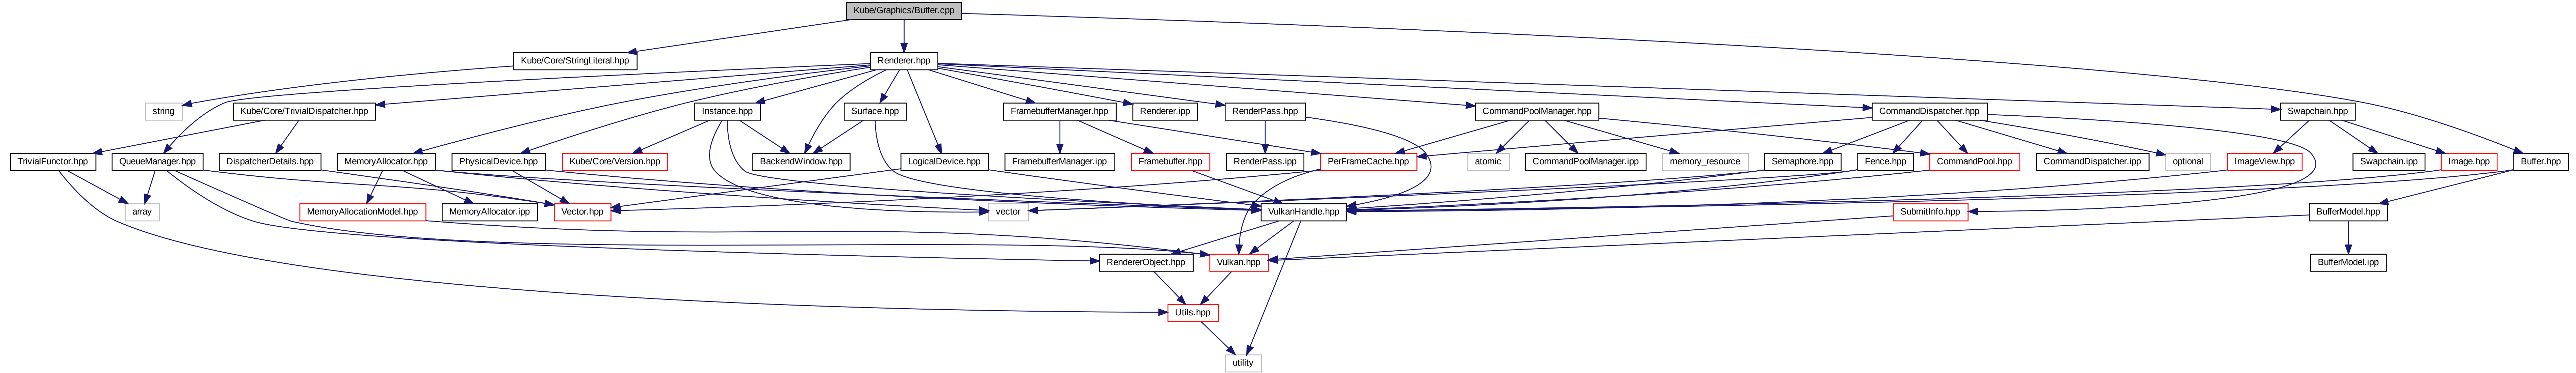 Kube/Graphics/Buffer.cpp
Kube/Core/StringLiteral.hpp
Renderer.hpp
string
Kube/Core/TrivialDispatcher.hpp
Instance.hpp
Surface.hpp
FramebufferManager.hpp
Renderer.ipp
RenderPass.hpp
CommandPoolManager.hpp
CommandDispatcher.hpp
Swapchain.hpp
TrivialFunctor.hpp
QueueManager.hpp
DispatcherDetails.hpp
MemoryAllocator.hpp
PhysicalDevice.hpp
Kube/Core/Version.hpp
BackendWindow.hpp
LogicalDevice.hpp
FramebufferManager.ipp
Framebuffer.hpp
RenderPass.ipp
PerFrameCache.hpp
atomic
CommandPoolManager.ipp
memory_resource
Semaphore.hpp
Fence.hpp
CommandPool.hpp
CommandDispatcher.ipp
optional
ImageView.hpp
Swapchain.ipp
Image.hpp
Buffer.hpp
array
MemoryAllocationModel.hpp
MemoryAllocator.ipp
Vector.hpp
vector
VulkanHandle.hpp
SubmitInfo.hpp
BufferModel.hpp
RendererObject.hpp
Vulkan.hpp
BufferModel.ipp
Utils.hpp
utility